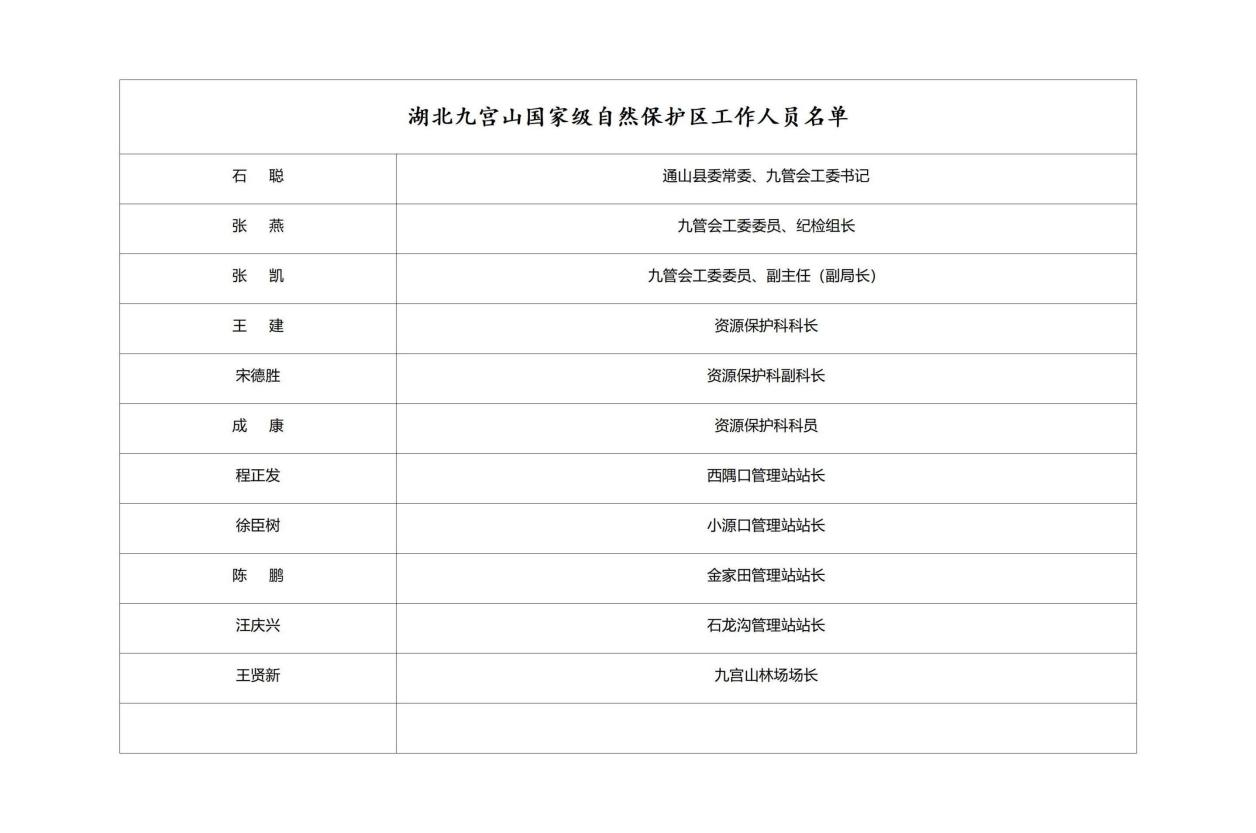 湖北九宫山国家级自然保护区工作人员名单
石 聪 通山县委常委、九管会工委书记
张 燕 九管会工委委员、纪检组长
张 凯 九管会工委委员、副主任（副局长）
王 建 资源保护科科长
宋德胜 资源保护科副科长
成 康 资源保护科科员
程正发 西隅口管理站站长
徐臣树 小源口管理站站长
陈 鹏 金家田管理站站长
汪庆兴 石龙沟管理站站长
王贤新 九宫山林场场长